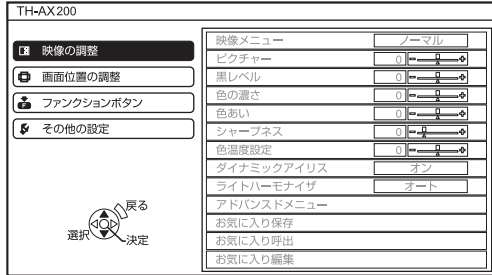 TH-AX200
映像の調整
画面位置の調整
ファンクションボタン
その他の設定
戻る
選択
決定
映像メニュー ノーマル
ピクチャー 0
黒レベル 0
色の濃さ 0
色あい 0
シャープネス 0
色温度設定 0
ダイナミックアイリス オン
ライトハーモナイザ オート
アドバンスドメニュー
お気に入り保存
お気に入り呼出
お気に入り編集